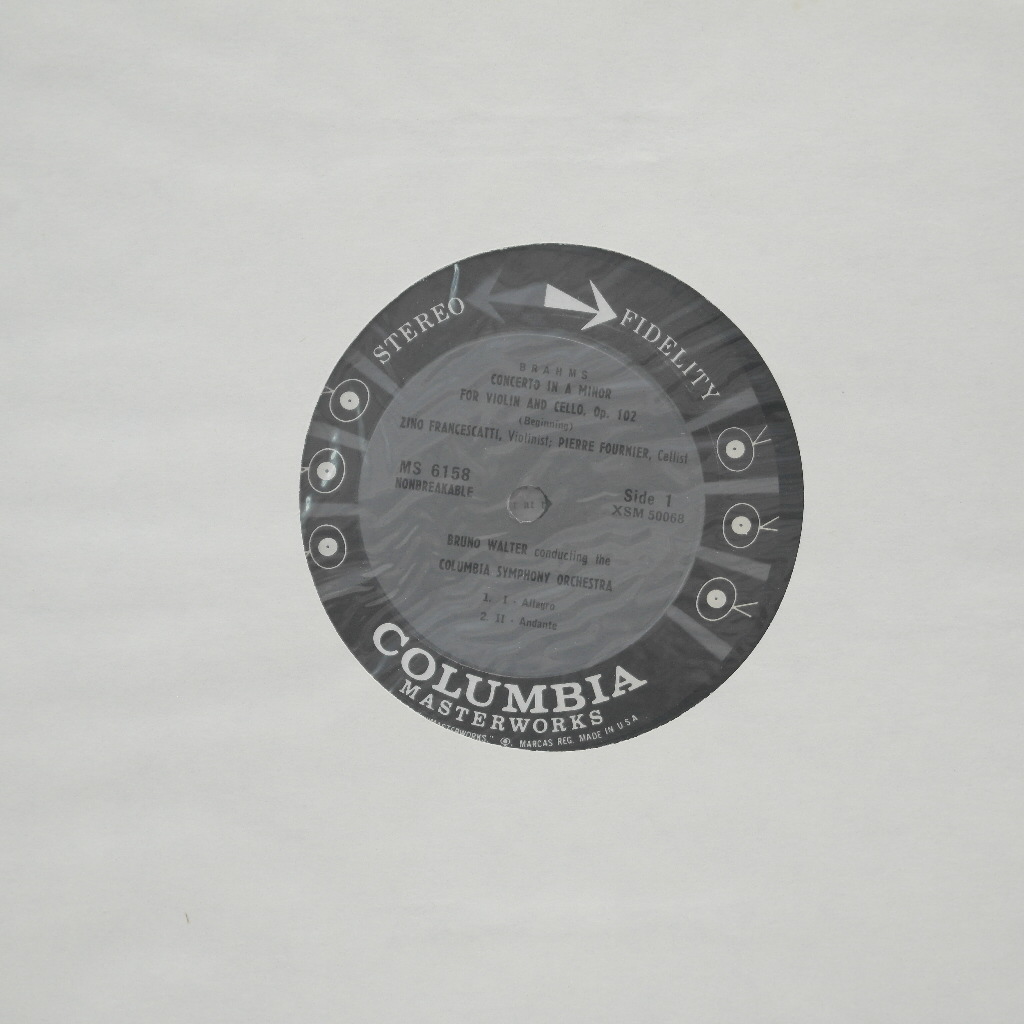 STEREO FIDELITY
BRAHMS
CONCERTO IN A MINOR
FOR VIOLIN AND CELLO, Op. 102
(Beginning)
ZINO FRANCESCATTI, Violinist; PIERRE FOURNIER, Cellist
MS 6158
NONBREAKABLE
Side 1
XSM 50068
BRUNO WALTER conducting the
COLUMBIA SYMPHONY ORCHESTRA
1. I - Allegro
2. II - Andante
COLUMBIA
MASTERWORKS
"MASTERWORKS," ®. MARCAS REG. MADE IN U S A